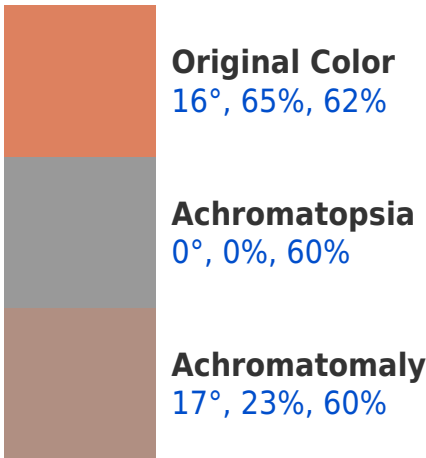 Original Color
16°, 65%, 62%
Achromatopsia
0°, 0%, 60%
Achromatomaly
17°, 23%, 60%